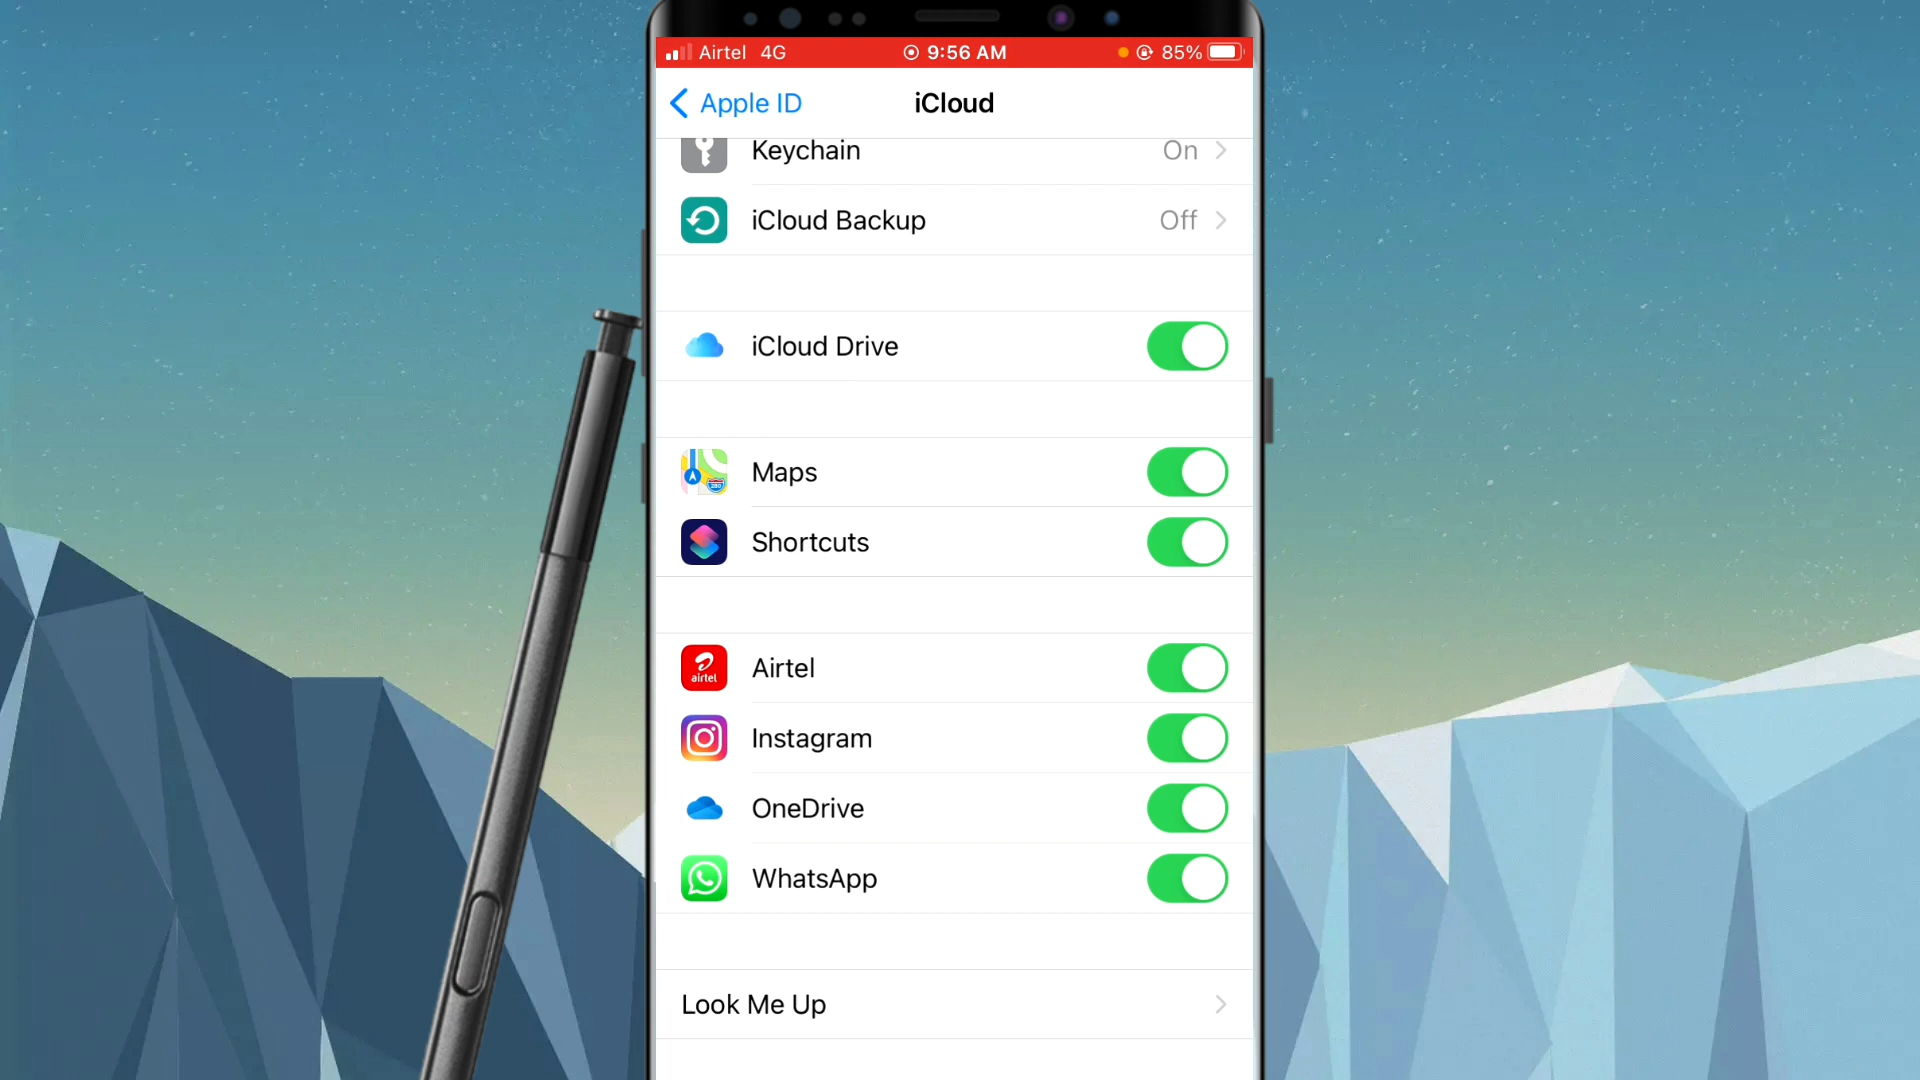 Airtel 4G 9:56 AM 85%
Apple ID iCloud
Keychain On
iCloud Backup Off
iCloud Drive
Maps
280
Shortcuts
airtel Airtel
Instagram
OneDrive
WhatsApp
Look Me Up